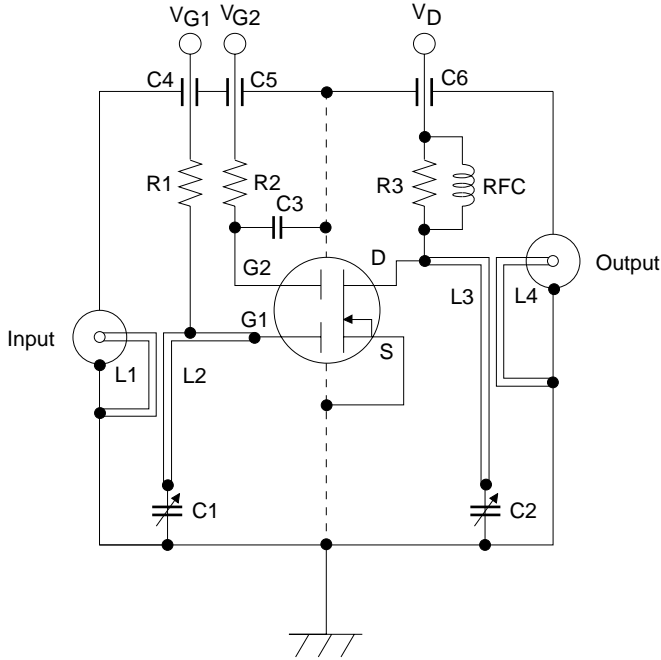 VG1
VG2
VD
C4
C5
C6
R1
R2
R3
RFC
C3
G2
D
Output
G1
L3
L4
Input
S
L1
L2
C1
C2